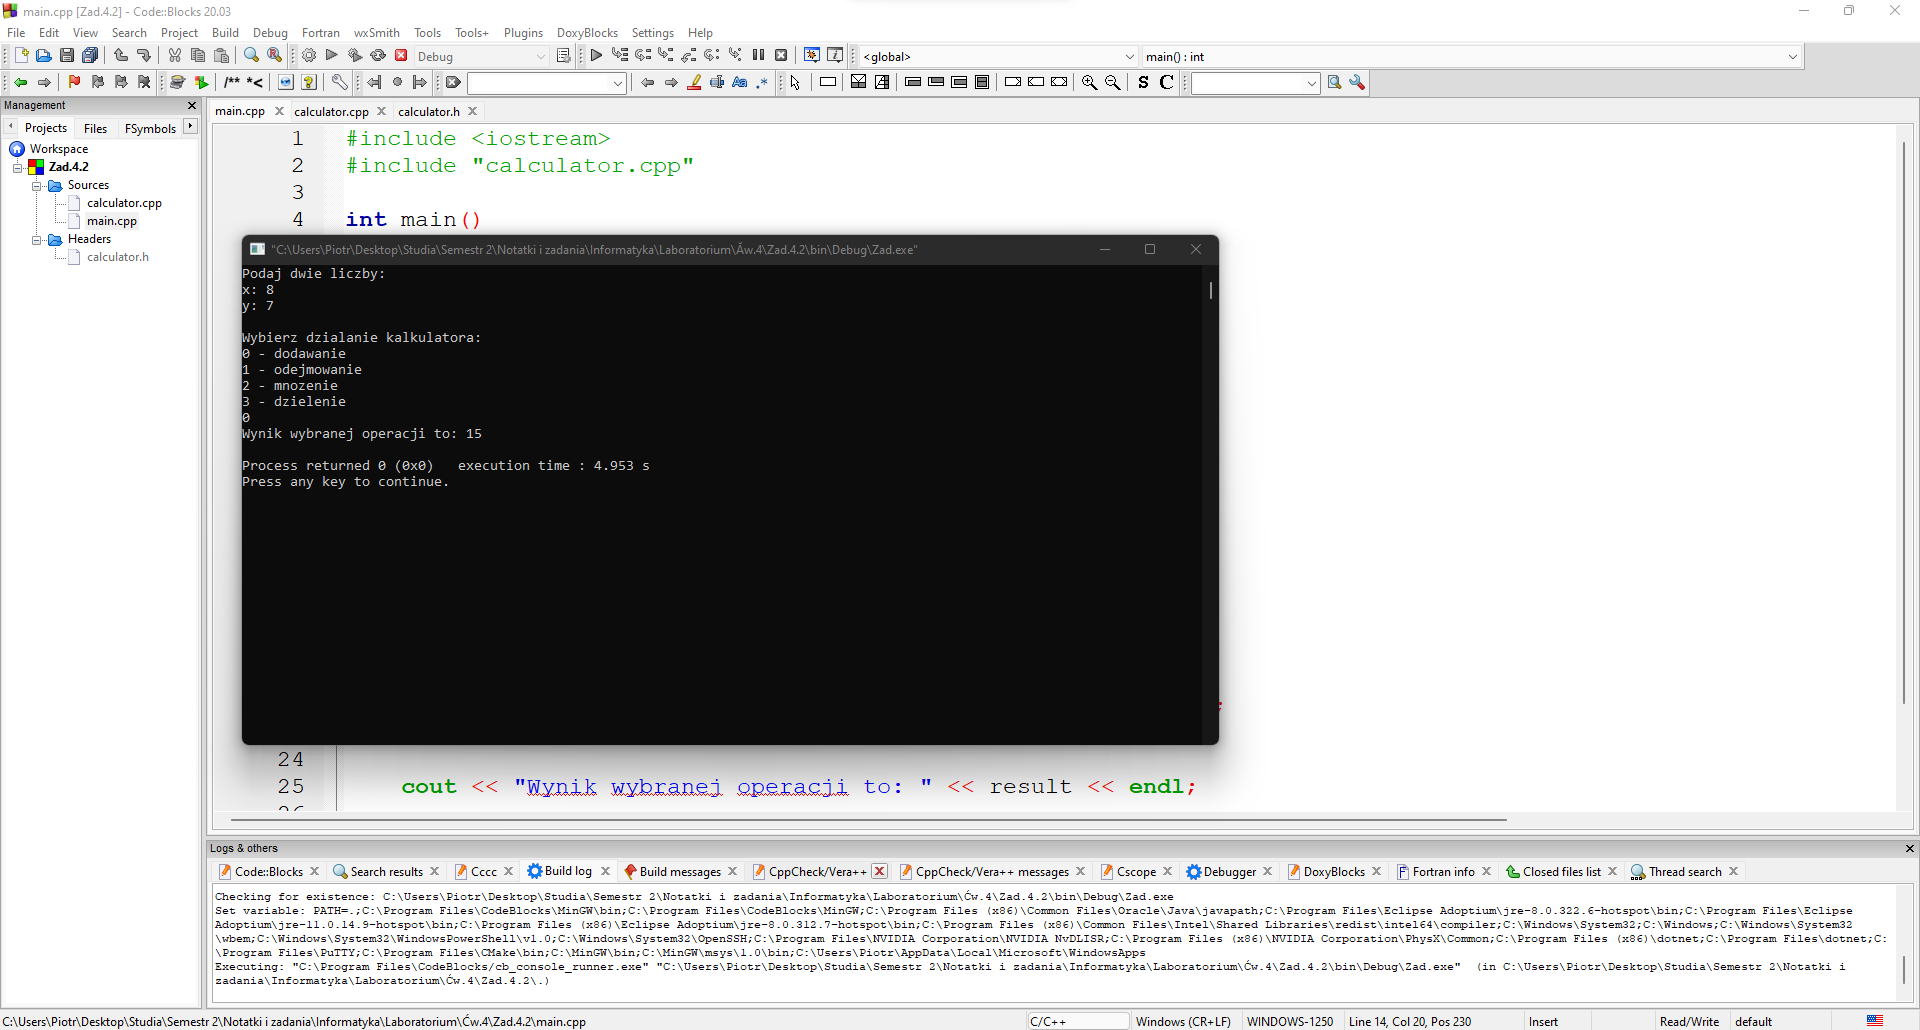 main.cpp [Zad.4.2] - Code::Blocks 20.03
File Edit View Search Project Build Debug Fortran wxSmith Tools Tools+ Plugins DoxyBlocks Settings Help
Debug
<global>
main() : int
/** *<
S C
Management
main.cpp calculator.cpp calculator.h
Projects Files FSymbols
Workspace
Zad.4.2
Sources
calculator.cpp
main.cpp
Headers
calculator.h
1 #include <iostream>
2 #include "calculator.cpp"
3
4 int main()
"C:\Users\Piotr\Desktop\Studia\Semestr 2\Notatki i zadania\Informatyka\Laboratorium\Ăw.4\Zad.4.2\bin\Debug\Zad.exe"
Podaj dwie liczby:
x: 8
y: 7
Wybierz dzialanie kalkulatora:
0 - dodawanie
1 - odejmowanie
2 - mnozenie
3 - dzielenie
0
Wynik wybranej operacji to: 15
Process returned 0 (0x0)   execution time : 4.953 s
Press any key to continue.
24
25 cout << "Wynik wybranej operacji to: " << result << endl;
26
Logs & others
Code::Blocks Search results Cccc Build log Build messages CppCheck/Vera++ CppCheck/Vera++ messages Cscope Debugger DoxyBlocks Fortran info Closed files list Thread search
Checking for existence: C:\Users\Piotr\Desktop\Studia\Semestr 2\Notatki i zadania\Informatyka\Laboratorium\Ćw.4\Zad.4.2\bin\Debug\Zad.exe
Set variable: PATH=.;C:\Program Files\CodeBlocks\MinGW\bin;C:\Program Files\CodeBlocks\MinGW;C:\Program Files (x86)\Common Files\Oracle\Java\javapath;C:\Program Files\Eclipse Adoptium\jre-8.0.322.6-hotspot\bin;C:\Program Files\Eclipse
Adoptium\jre-11.0.14.9-hotspot\bin;C:\Program Files (x86)\Eclipse Adoptium\jre-8.0.312.7-hotspot\bin;C:\Program Files (x86)\Common Files\Intel\Shared Libraries\redist\intel64\compiler;C:\Windows\System32;C:\Windows;C:\Windows\System32
\wbem;C:\Windows\System32\WindowsPowerShell\v1.0;C:\Windows\System32\OpenSSH;C:\Program Files\NVIDIA Corporation\NVIDIA NvDLISR;C:\Program Files (x86)\NVIDIA Corporation\PhysX\Common;C:\Program Files (x86)\dotnet;C:\Program Files\dotnet;C:
\Program Files\PuTTY;C:\Program Files\CMake\bin;C:\MinGW\bin;C:\MinGW\msys\1.0\bin;C:\Users\Piotr\AppData\Local\Microsoft\WindowsApps
Executing: "C:\Program Files\CodeBlocks/cb_console_runner.exe" "C:\Users\Piotr\Desktop\Studia\Semestr 2\Notatki i zadania\Informatyka\Laboratorium\Ćw.4\Zad.4.2\bin\Debug\Zad.exe"  (in C:\Users\Piotr\Desktop\Studia\Semestr 2\Notatki i
zadania\Informatyka\Laboratorium\Ćw.4\Zad.4.2\.)
C:\Users\Piotr\Desktop\Studia\Semestr 2\Notatki i zadania\Informatyka\Laboratorium\Ćw.4\Zad.4.2\main.cpp C/C++ Windows (CR+LF) WINDOWS-1250 Line 14, Col 20, Pos 230 Insert Read/Write default